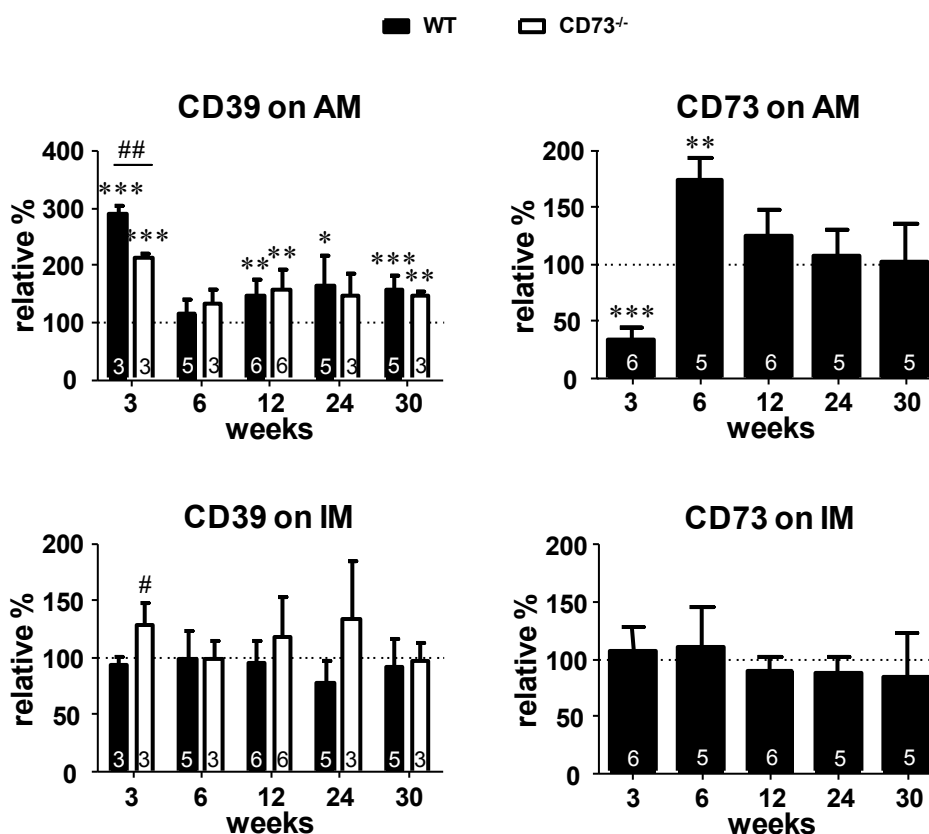 WT CD73-/-
CD39 on AM
relative %
400
300
200
100
0
##
***
***
**
**
*
***
**
3 3 5 3 6 6 5 3 5 3
3 6 12 24 30
weeks
CD73 on AM
relative %
200
150
100
50
0
***
**
6 5 6 5 5
3 6 12 24 30
weeks
CD39 on IM
relative %
200
150
100
50
0
#
3 3 5 3 6 6 5 3 5 3
3 6 12 24 30
weeks
CD73 on IM
relative %
200
150
100
50
0
6 5 6 5 5
3 6 12 24 30
weeks